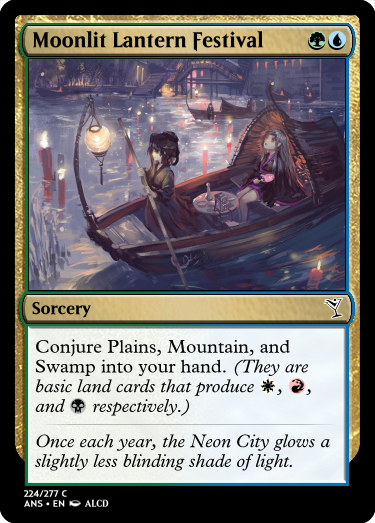 Moonlit Lantern Festival
Sorcery
Conjure Plains, Mountain, and
Swamp into your hand. (They are
basic land cards that produce , ,
and respectively.)
Once each year, the Neon City glows a
slightly less blinding shade of light.
224/277 C
ANS • EN ALCD